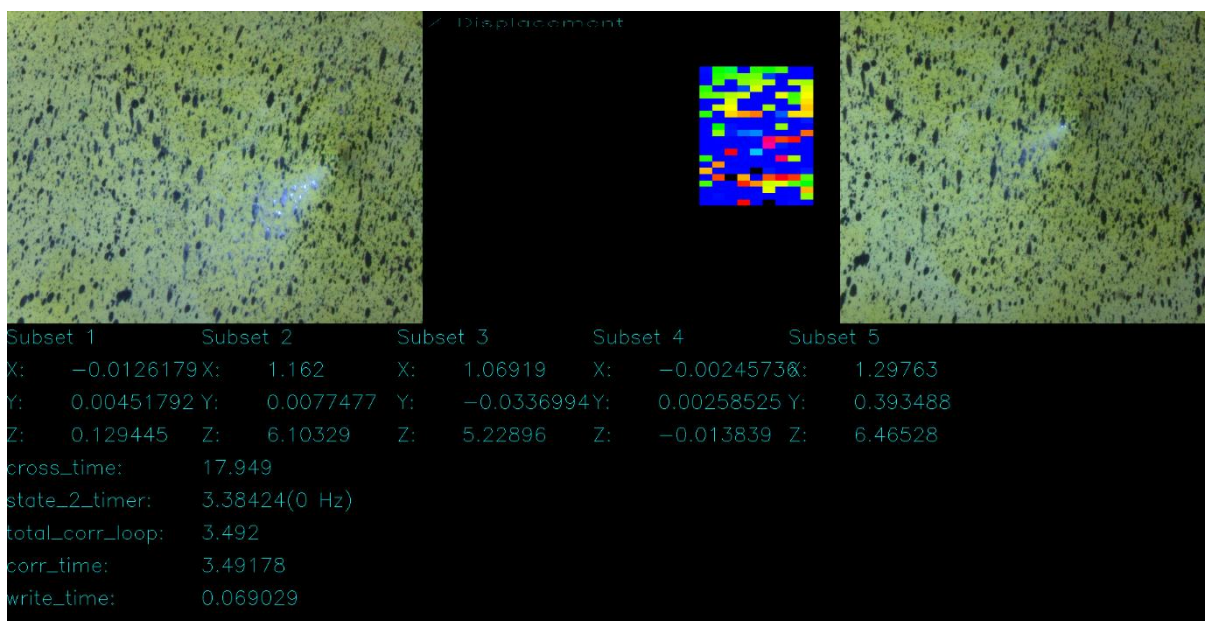 Z Displacement
Subset 1 Subset 2 Subset 3 Subset 4 Subset 5
X: −0.0126179 X: 1.162 X: 1.06919 X: −0.00245736 X: 1.29763
Y: 0.00451792 Y: 0.0077477 Y: −0.0336994 Y: 0.00258525 Y: 0.393488
Z: 0.129445 Z: 6.10329 Z: 5.22896 Z: −0.013839 Z: 6.46528
cross_time: 17.949
state_2_timer: 3.38424(0 Hz)
total_corr_loop: 3.492
corr_time: 3.49178
write_time: 0.069029